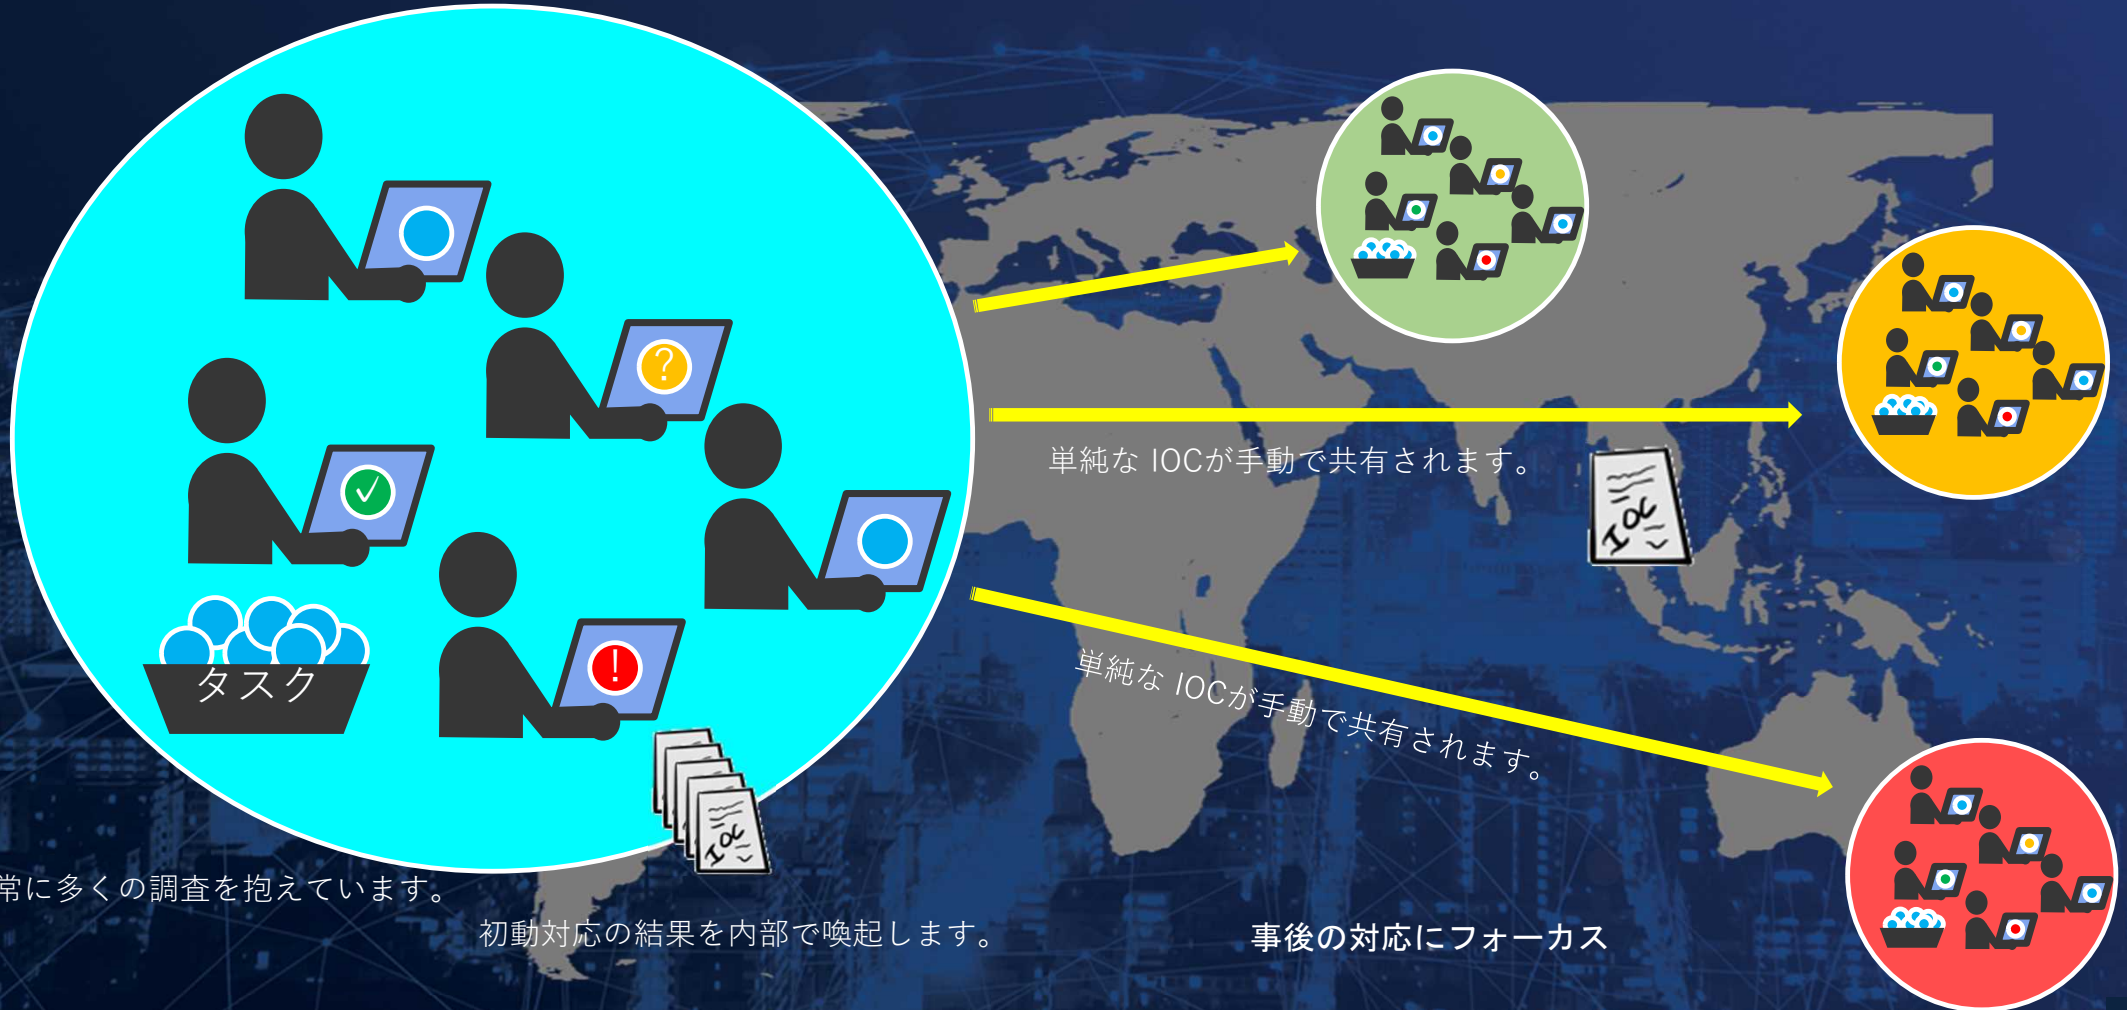 ?
✓
!
タスク
IOC
単純な IOCが手動で共有されます。
IOC
単純な IOCが手動で共有されます。
常に多くの調査を抱えています。
初動対応の結果を内部で喚起します。
事後の対応にフォーカス